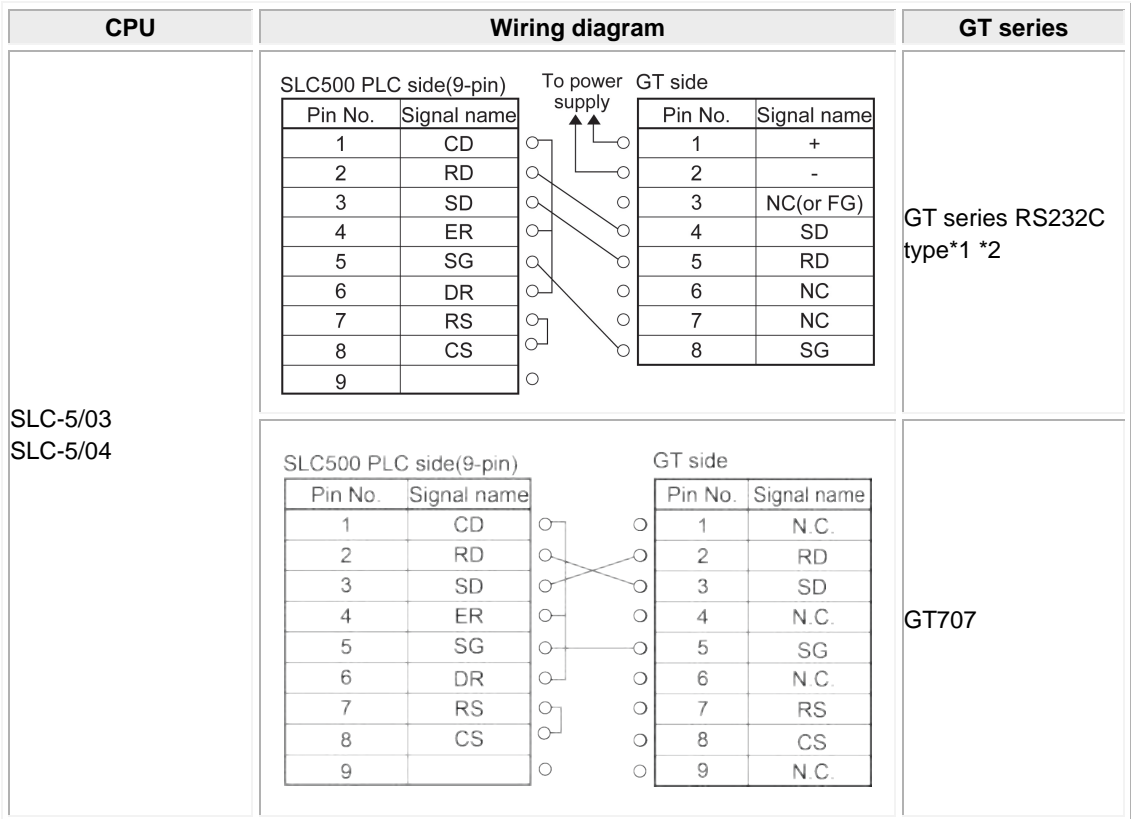 CPU Wiring diagram GT series
SLC500 PLC side(9-pin) To power supply GT side
Pin No. Signal name Pin No. Signal name
1 CD 1 +
2 RD 2 -
3 SD 3 NC(or FG)
4 ER 4 SD
5 SG 5 RD
6 DR 6 NC
7 RS 7 NC
8 CS 8 SG
9
GT series RS232C
type*1 *2
SLC-5/03
SLC-5/04
SLC500 PLC side(9-pin) GT side
Pin No. Signal name Pin No. Signal name
1 CD 1 N.C.
2 RD 2 RD
3 SD 3 SD
4 ER 4 N.C.
5 SG 5 SG
6 DR 6 N.C.
7 RS 7 RS
8 CS 8 CS
9 9 N.C.
GT707